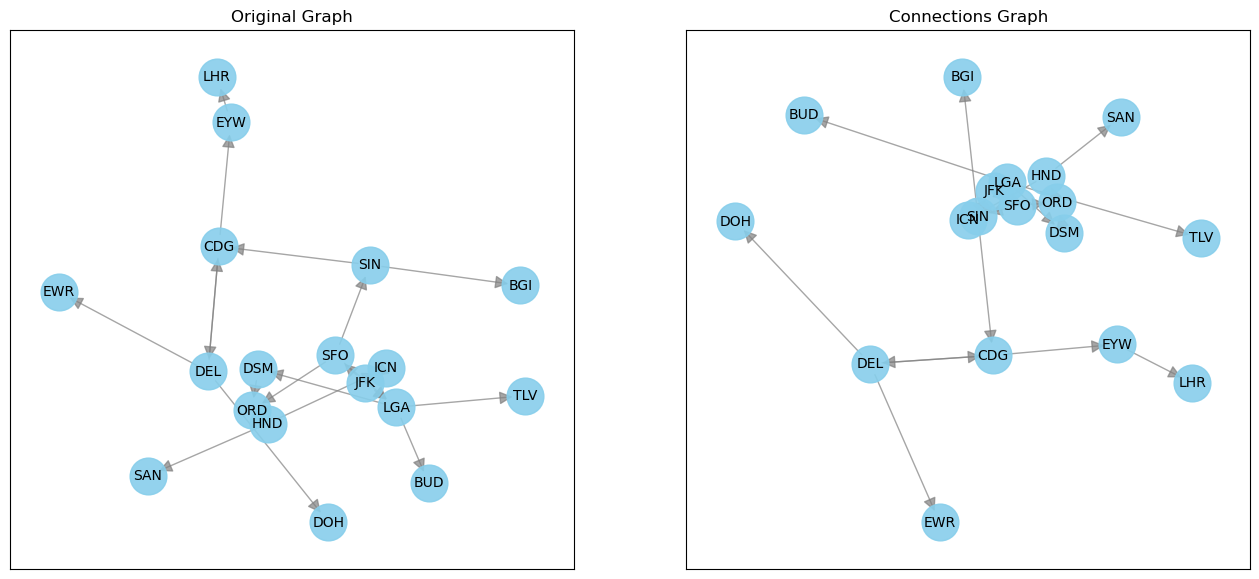 Original Graph
LHR
EYW
CDG
SIN
EWR
BGI
SFO
DSM
ICN
DEL
JFK
TLV
LGA
ORD
HND
SAN
BUD
DOH
Connections Graph
BGI
BUD
SAN
HND
LGA
JFK
ORD
SFO
SIN
ICN
DOH
DSM
TLV
EYW
CDG
DEL
LHR
EWR